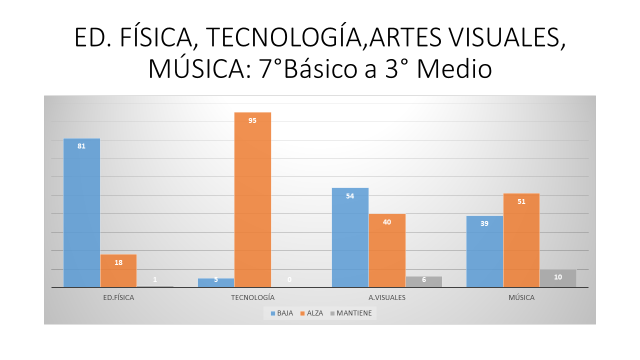 ED. FÍSICA, TECNOLOGÍA,ARTES VISUALES,
MÚSICA: 7°Básico a 3° Medio
81
18
1
3
95
0
54
40
6
39
51
10
ED.FÍSICA
TECNOLOGÍA
A.VISUALES
MÚSICA
BAJA
ALZA
MANTIENE